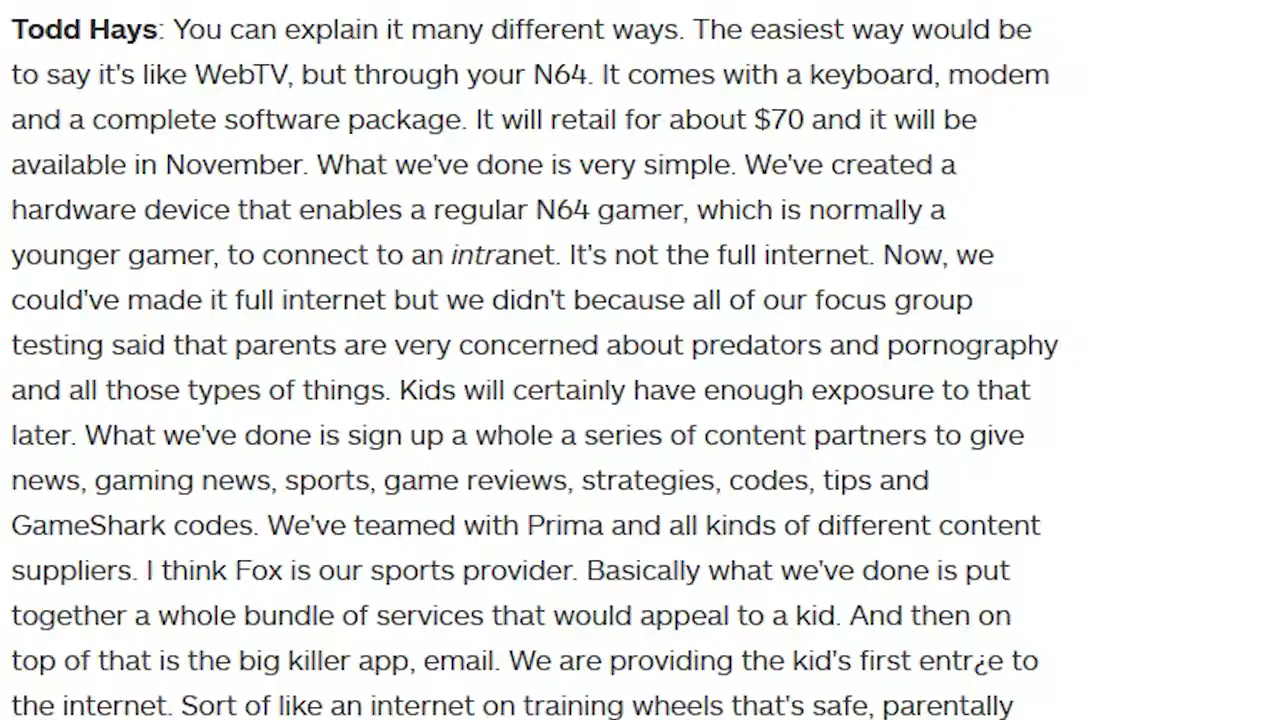 Todd Hays: You can explain it many different ways. The easiest way would be
to say it's like WebTV, but through your N64. It comes with a keyboard, modem
and a complete software package. It will retail for about $70 and it will be
available in November. What we've done is very simple. We've created a
hardware device that enables a regular N64 gamer, which is normally a
younger gamer, to connect to an intranet. It's not the full internet. Now, we
could've made it full internet but we didn't because all of our focus group
testing said that parents are very concerned about predators and pornography
and all those types of things. Kids will certainly have enough exposure to that
later. What we've done is sign up a whole a series of content partners to give
news, gaming news, sports, game reviews, strategies, codes, tips and
GameShark codes. We've teamed with Prima and all kinds of different content
suppliers. I think Fox is our sports provider. Basically what we've done is put
together a whole bundle of services that would appeal to a kid. And then on
top of that is the big killer app, email. We are providing the kid's first entr¿e to
the internet. Sort of like an internet on training wheels that's safe, parentally